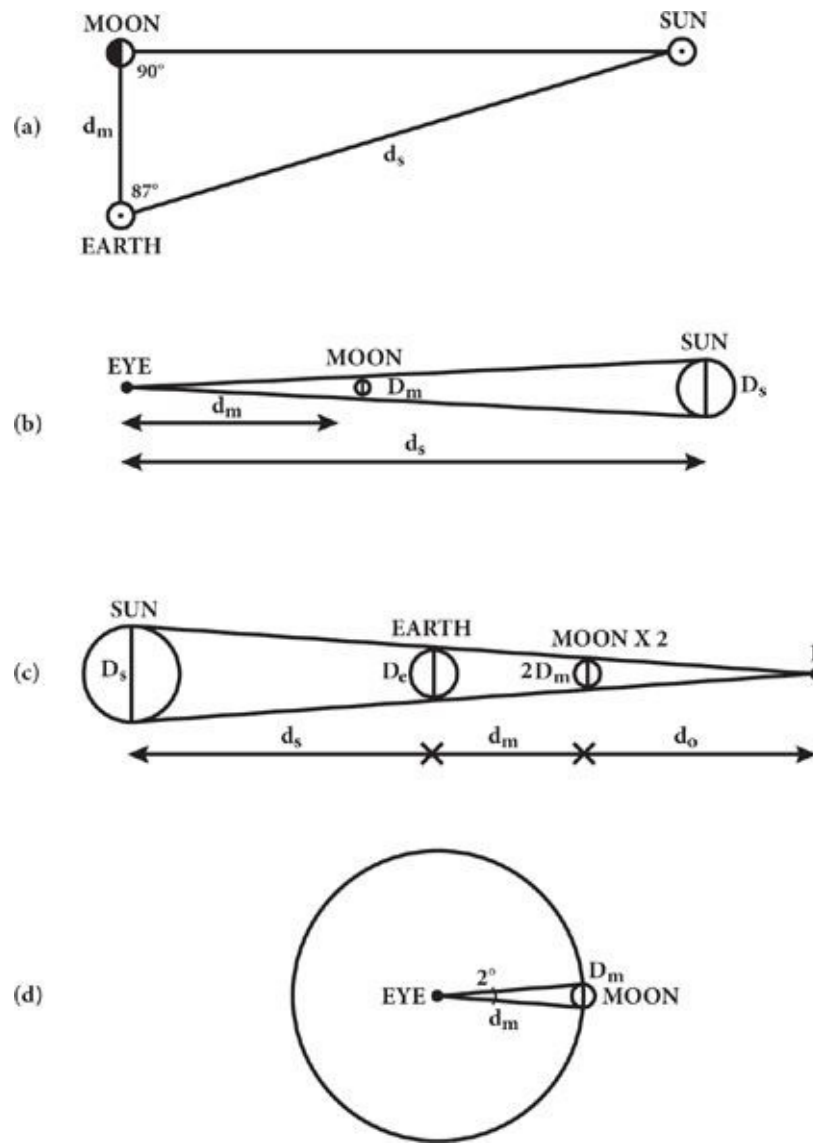 MOON
SUN
90°
(a)
dm
ds
87°
EARTH
SUN
MOON
EYE
Dm
Ds
dm
(b)
ds
SUN
EARTH
MOON X 2
(c)
Ds
De
2Dm
ds
dm
do
Dm
2°
(d)
EYE
MOON
dm